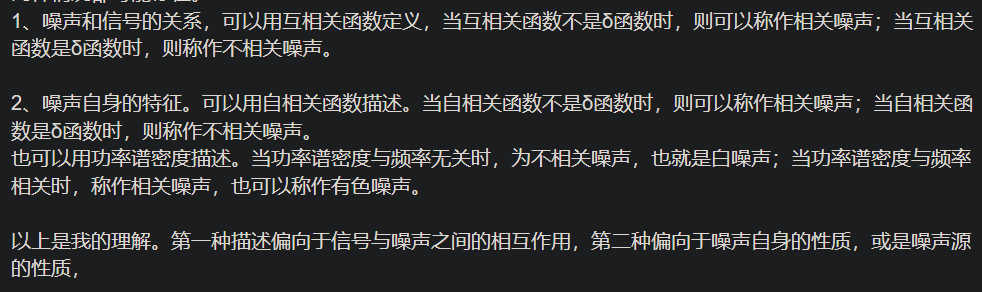 1、噪声和信号的关系，可以用互相关函数定义，当互相关函数不是δ函数时，则可以称作相关噪声；当互相关
函数是δ函数时，则称作不相关噪声。
2、噪声自身的特征。可以用自相关函数描述。当自相关函数不是δ函数时，则可以称作相关噪声；当自相关函
数是δ函数时，则称作不相关噪声。
也可以用功率谱密度描述。当功率谱密度与频率无关时，为不相关噪声，也就是白噪声；当功率谱密度与频率
相关时，称作相关噪声，也可以称作有色噪声。
以上是我的理解。第一种描述偏向于信号与噪声之间的相互作用，第二种偏向于噪声自身的性质，或是噪声源
的性质，